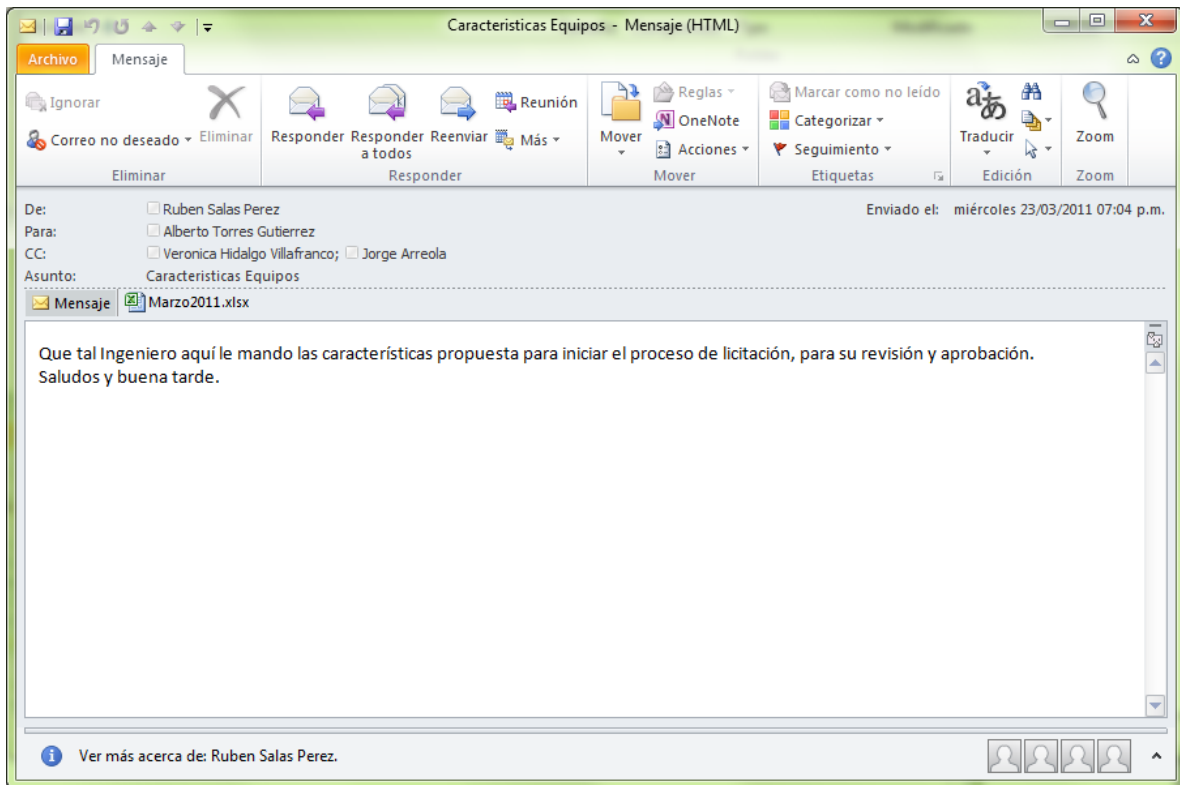 Caracteristicas Equipos - Mensaje (HTML)
Archivo
Mensaje
Ignorar
Correo no deseado
Eliminar
Eliminar
Responder
Responder a todos
Reenviar
Reunión
Más
Responder
Mover
Reglas
OneNote
Acciones
Mover
Marcar como no leído
Categorizar
Seguimiento
Etiquetas
Traducir
Edición
Zoom
Zoom
De: Ruben Salas Perez
Enviado el: miércoles 23/03/2011 07:04 p.m.
Para: Alberto Torres Gutierrez
CC: Veronica Hidalgo Villafranco; Jorge Arreola
Asunto: Caracteristicas Equipos
Mensaje Marzo2011.xlsx
Que tal Ingeniero aquí le mando las características propuesta para iniciar el proceso de licitación, para su revisión y aprobación.
Saludos y buena tarde.
Ver más acerca de: Ruben Salas Perez.